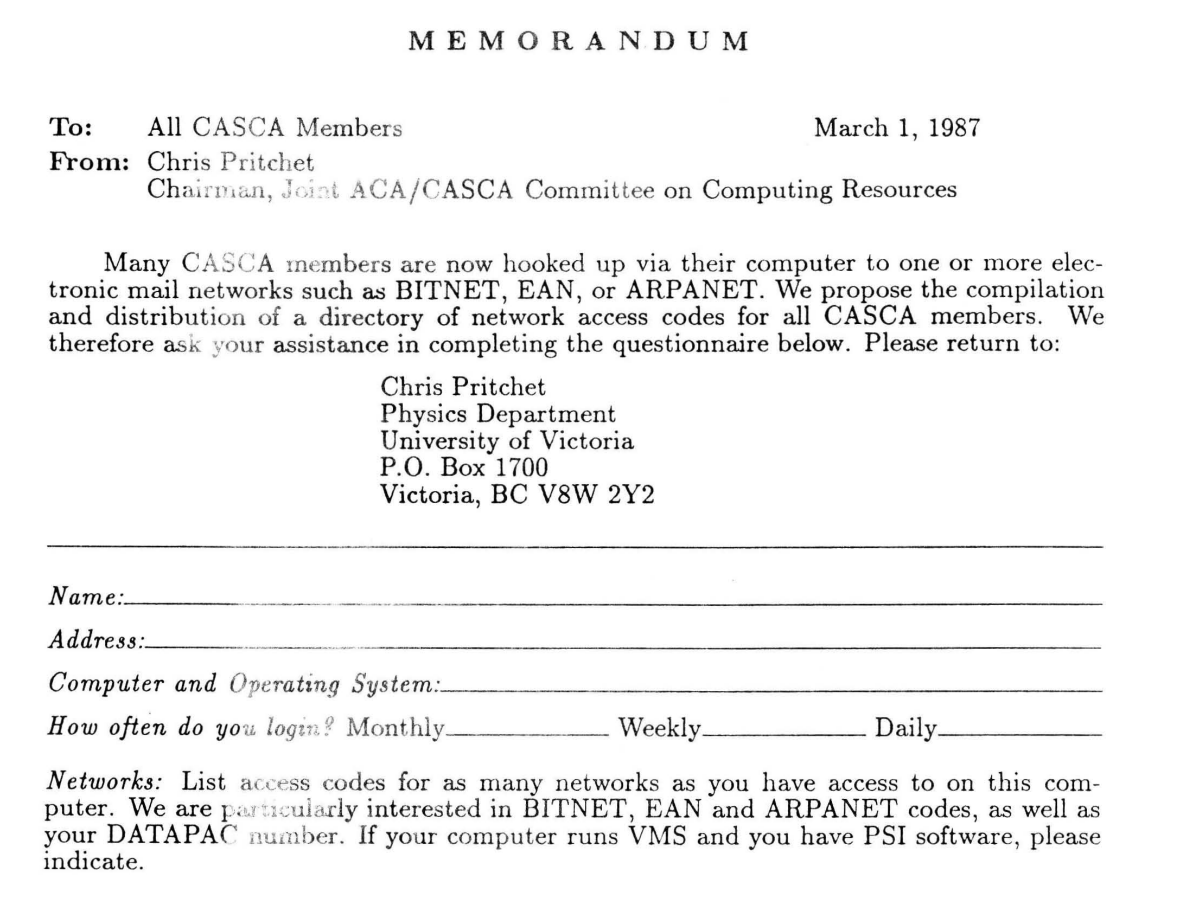 MEMORANDUM
To: All CASCA Members March 1, 1987
From: Chris Pritchet
Chairman, Joint ACA/CASCA Committee on Computing Resources
Many CASCA members are now hooked up via their computer to one or more elec-
tronic mail networks such as BITNET, EAN, or ARPANET. We propose the compilation
and distribution of a directory of network access codes for all CASCA members. We
therefore ask your assistance in completing the questionnaire below. Please return to:
Chris Pritchet
Physics Department
University of Victoria
P.O. Box 1700
Victoria, BC V8W 2Y2
Name:
Address:
Computer and Operating System:
How often do you login? Monthly Weekly Daily
Networks: List access codes for as many networks as you have access to on this com-
puter. We are particularly interested in BITNET, EAN and ARPANET codes, as well as
your DATAPAC number. If your computer runs VMS and you have PSI software, please
indicate.